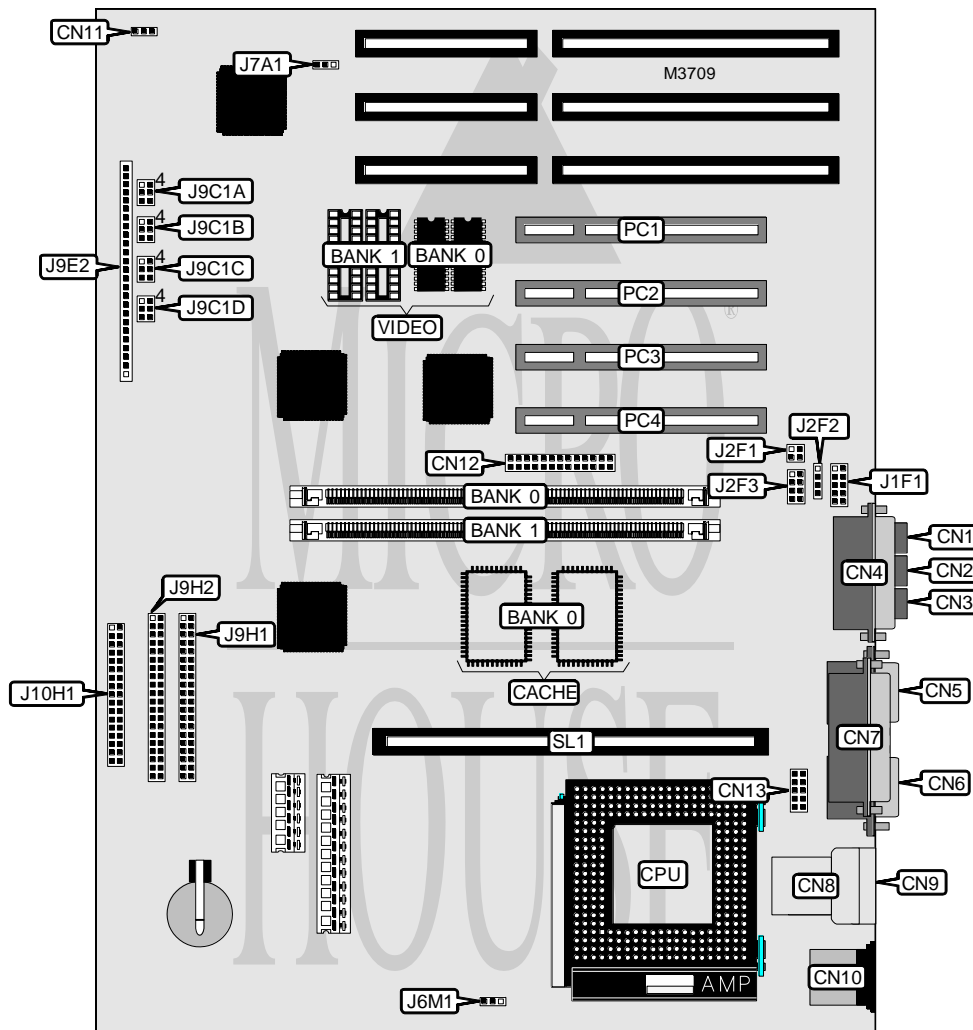 CN11
J7A1
M3709
4
J9C1A
4
J9C1B
J9E2
4
J9C1C
4
J9C1D
BANK 1
BANK 0
VIDEO
PC1
PC2
PC3
PC4
MICRO
®
J2F2
J2F1
CN12
J2F3
J1F1
BANK 0
BANK 1
CN1
CN2
CN4
CN3
J9H2
BANK 0
J9H1
CACHE
J10H1
CN5
CN7
SL1
HOUSE
CN13
CN6
CPU
CN8
CN9
CN10
AMP
J6M1